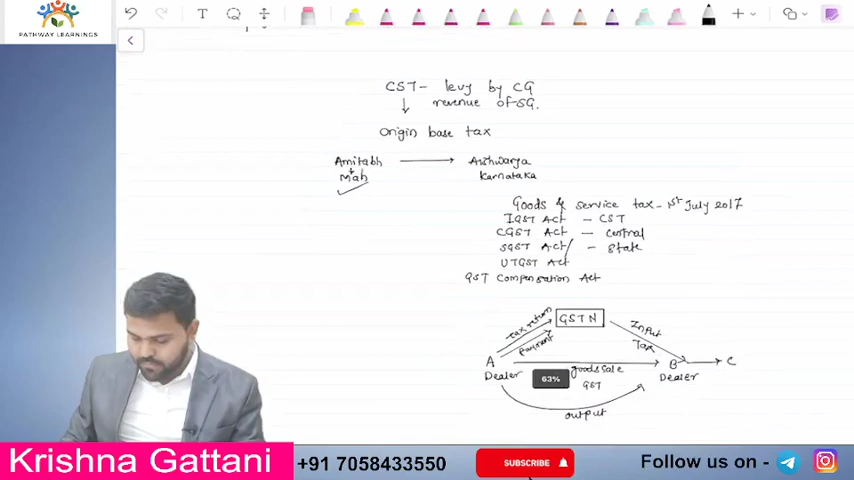 PATHWAY LEARNINGS
CST - levy by CG
revenue of SG.
Origin base tax
Amitabh
Mah
Aishwarya
Karnataka
Goods & service tax - 1st July 2017
IGST Act - CST
CGST Act - Central
SGST Act - State
UTGST Act
GST Compensation Act
GSTN
Tax return
Payment
Input
Tax
A
Dealer
goods sale
GST
B
Dealer
C
63%
output
Krishna Gattani
+91 7058433550
SUBSCRIBE
Follow us on -